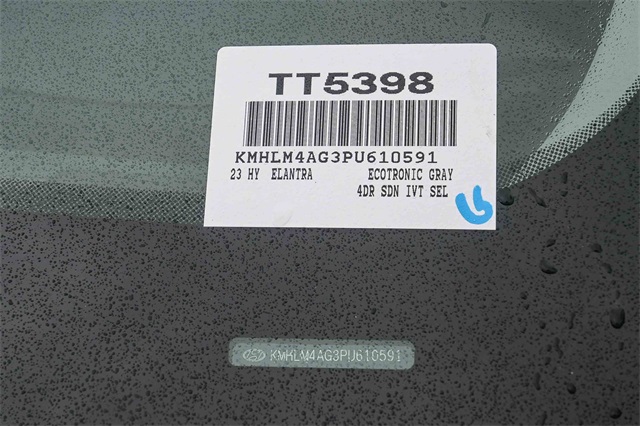 TT5398
KMHLM4AG3PU610591
23 HY ELANTRA ECOTRONIC GRAY
4DR SDN IVT SEL
KMHLM4AG3PU610591